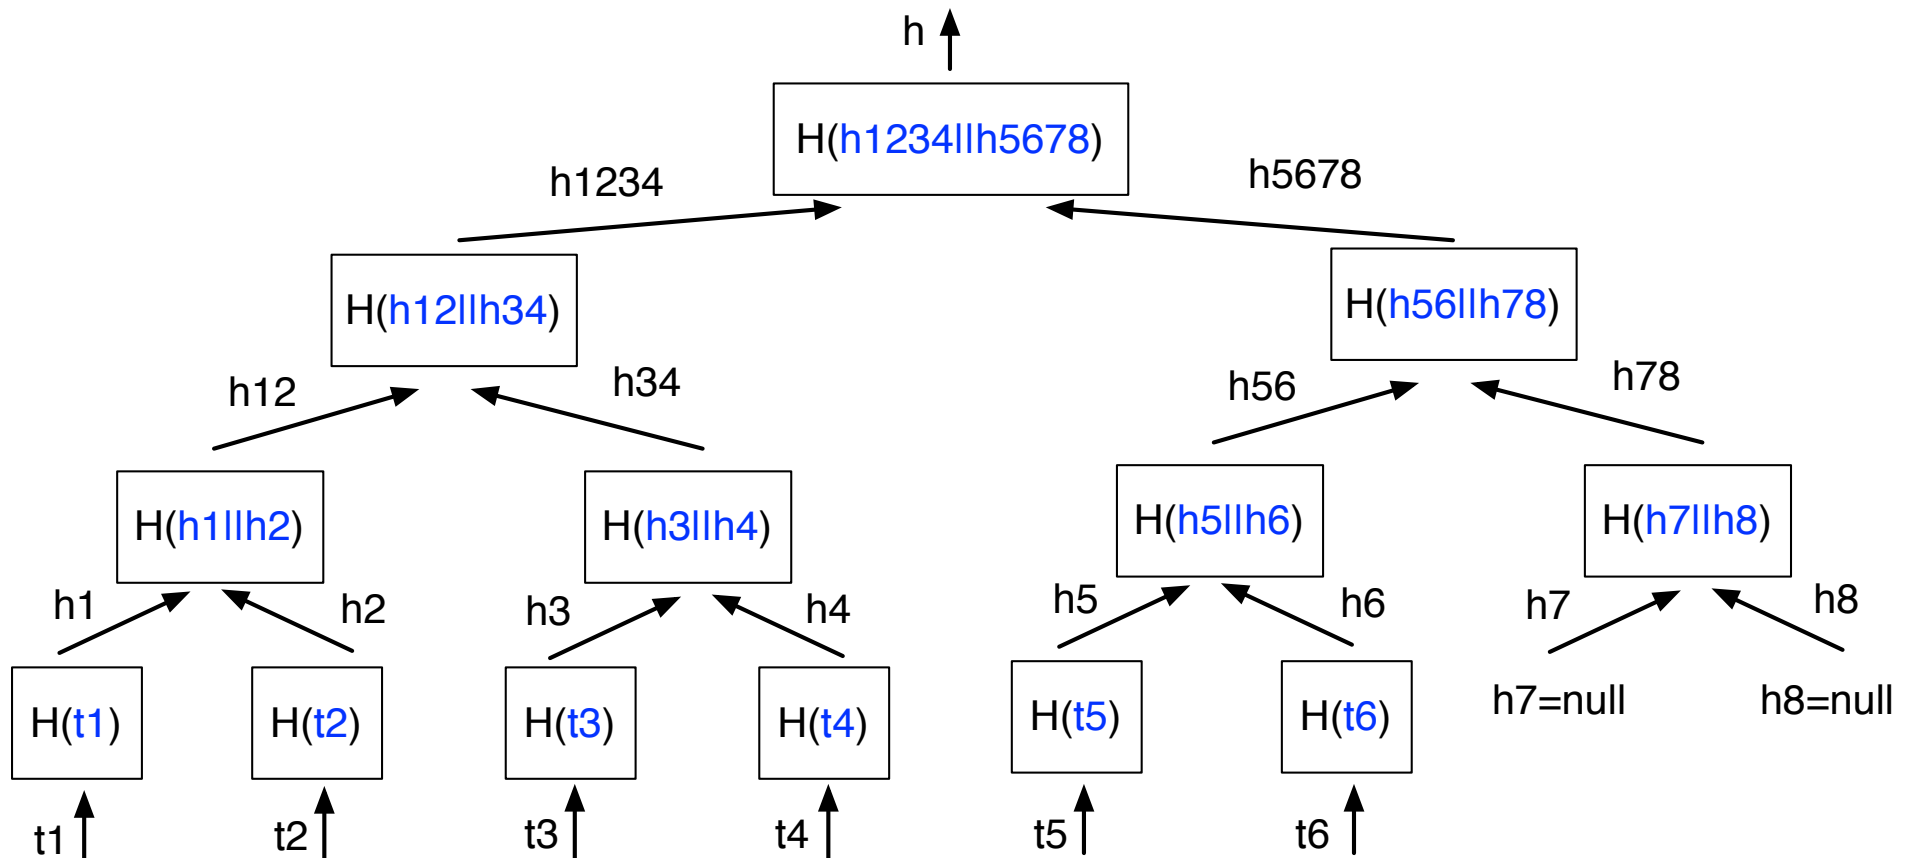 h
H(h1234||h5678)
h1234
h5678
H(h12||h34)
H(h56||h78)
h12
h34
h56
h78
H(h1||h2)
H(h3||h4)
H(h5||h6)
H(h7||h8)
h1
h2
h3
h4
h5
h6
h7
h8
H(t1)
H(t2)
H(t3)
H(t4)
H(t5)
H(t6)
h7=null
h8=null
t1
t2
t3
t4
t5
t6